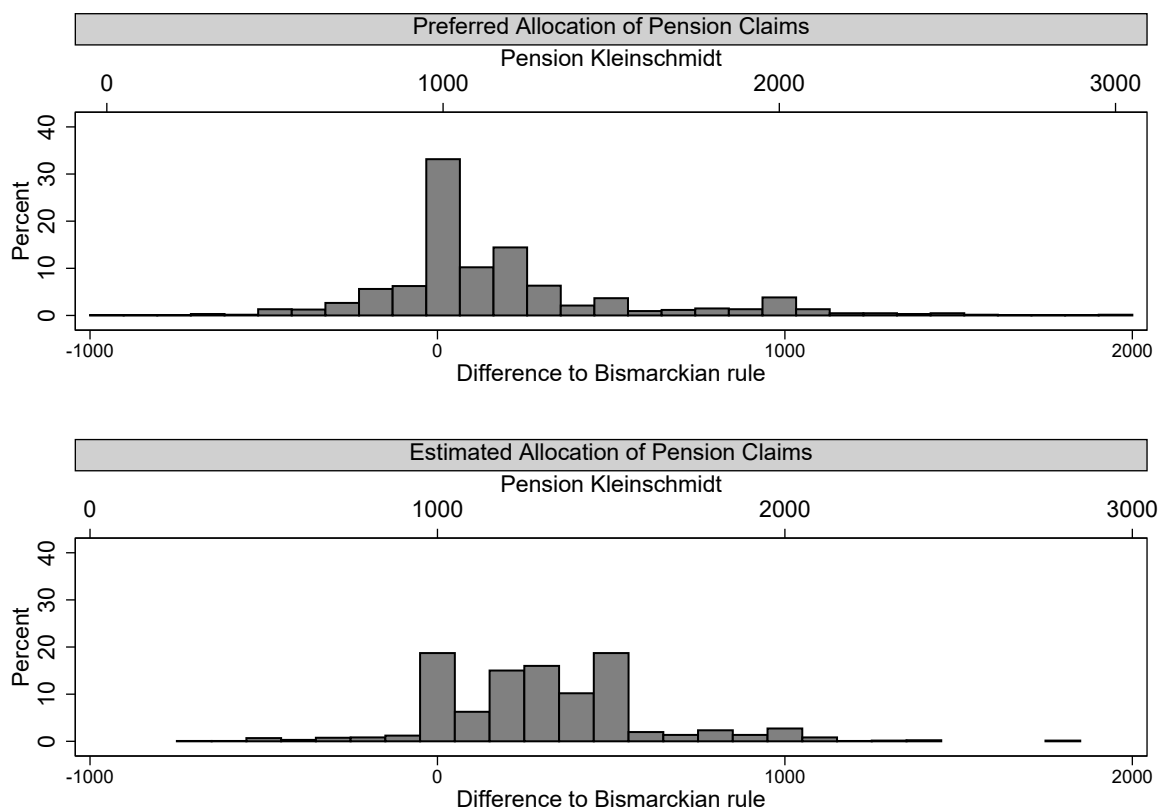 Preferred Allocation of Pension Claims
Pension Kleinschmidt
0 1000 2000 3000
40
30
20
10
0
Percent
-1000 0 1000 2000
Difference to Bismarckian rule
Estimated Allocation of Pension Claims
Pension Kleinschmidt
0 1000 2000 3000
40
30
20
10
0
Percent
-1000 0 1000 2000
Difference to Bismarckian rule